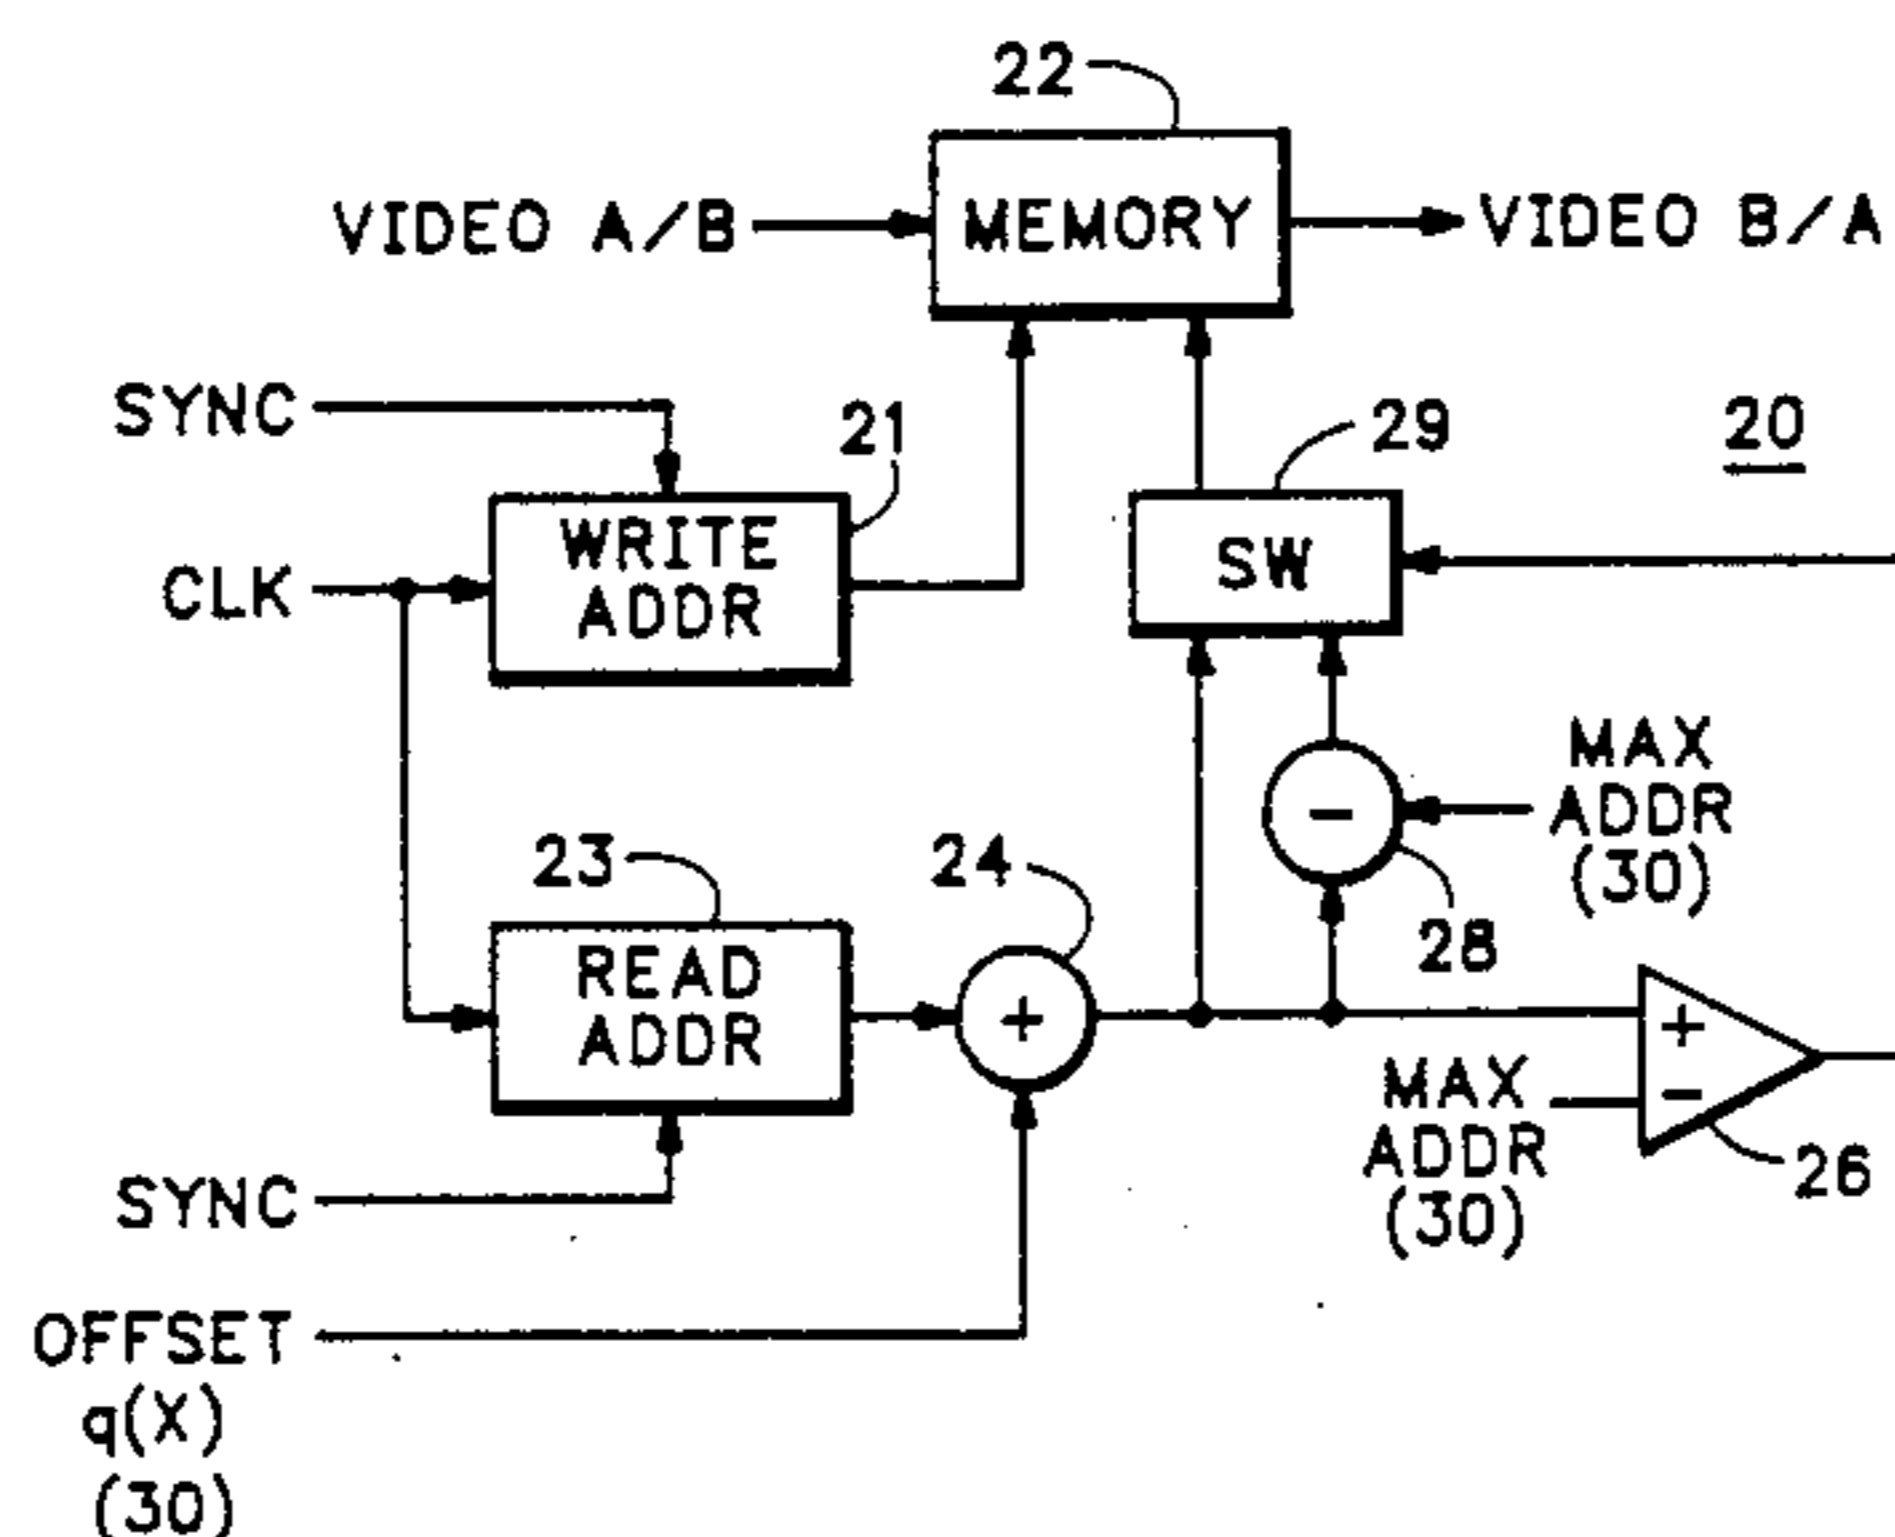 22
VIDEO A/B
MEMORY
VIDEO B/A
SYNC
21
29
20
WRITE
ADDR
CLK
SW
MAX
ADDR
(30)
23
24
28
READ
ADDR
+
-
+
-
MAX
ADDR
(30)
26
SYNC
OFFSET
q(X)
(30)